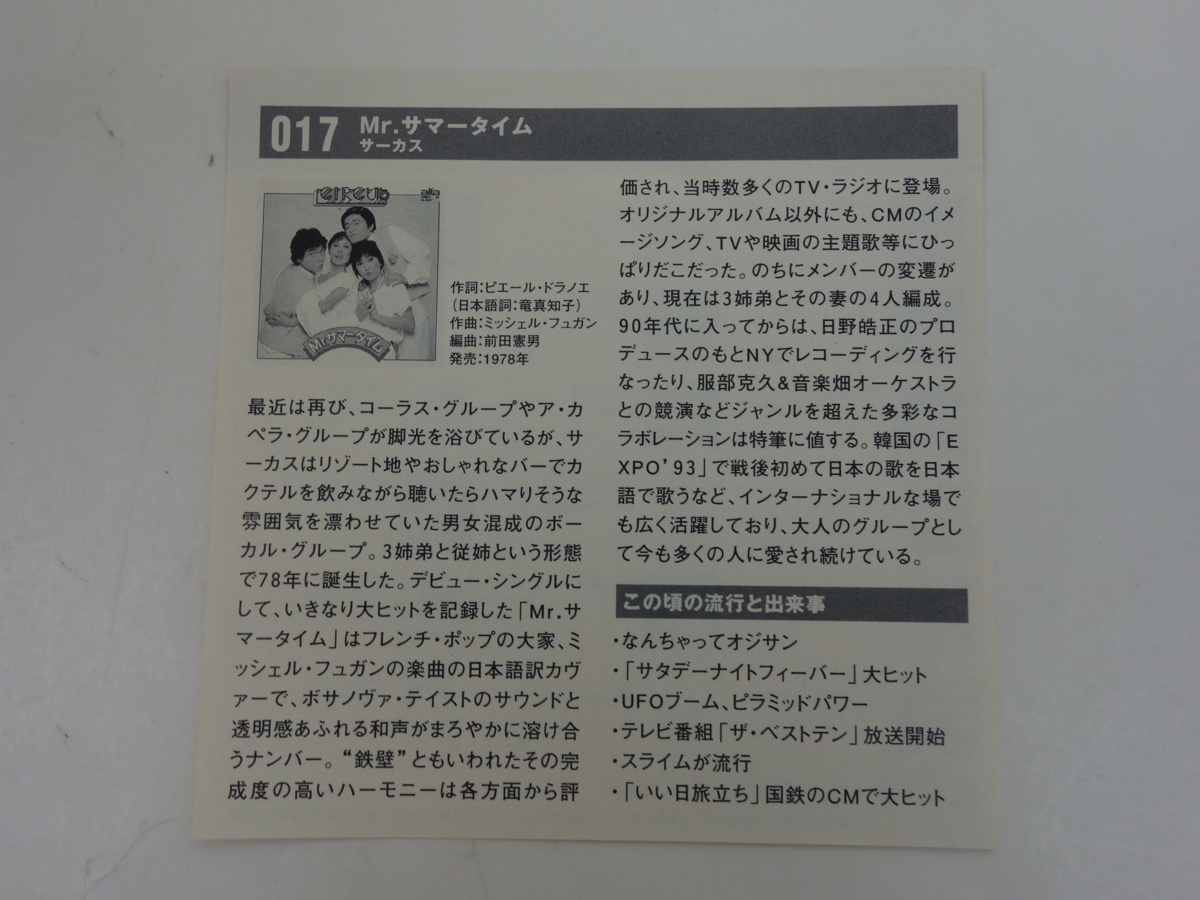 017 Mr.サマータイム
サーカス
CIRCUS
alfa
Mr.サマータイム
作詞:ピエール・ドラノエ
(日本語詞:竜真知子)
作曲:ミッシェル・フュガン
編曲:前田憲男
発売:1978年
最近は再び、コーラス・グループやア・カ
ペラ・グループが脚光を浴びているが、サ
ーカスはリゾート地やおしゃれなバーでカ
クテルを飲みながら聴いたらハマりそうな
雰囲気を漂わせていた男女混成のボー
カル・グループ。3姉弟と従姉という形態
で78年に誕生した。デビュー・シングルに
して、いきなり大ヒットを記録した「Mr.サ
マータイム」はフレンチ・ポップの大家、ミ
ッシェル・フュガンの楽曲の日本語訳カヴ
ァーで、ボサノヴァ・テイストのサウンドと
透明感あふれる和声がまろやかに溶け合
うナンバー。“鉄壁”ともいわれたその完
成度の高いハーモニーは各方面から評
価され、当時数多くのTV・ラジオに登場。
オリジナルアルバム以外にも、CMのイメ
ージソング、TVや映画の主題歌等にひっ
ぱりだこだった。のちにメンバーの変遷が
あり、現在は3姉弟とその妻の4人編成。
90年代に入ってからは、日野皓正のプロ
デュースのもとNYでレコーディングを行
なったり、服部克久&音楽畑オーケストラ
との競演などジャンルを超えた多彩なコ
ラボレーションは特筆に値する。韓国の「E
XPO'93」で戦後初めて日本の歌を日本
語で歌うなど、インターナショナルな場で
も広く活躍しており、大人のグループとし
て今も多くの人に愛され続けている。
この頃の流行と出来事
・なんちゃってオジサン
・「サタデーナイトフィーバー」大ヒット
・UFOブーム、ピラミッドパワー
・テレビ番組「ザ・ベストテン」放送開始
・スライムが流行
・「いい日旅立ち」国鉄のCMで大ヒット